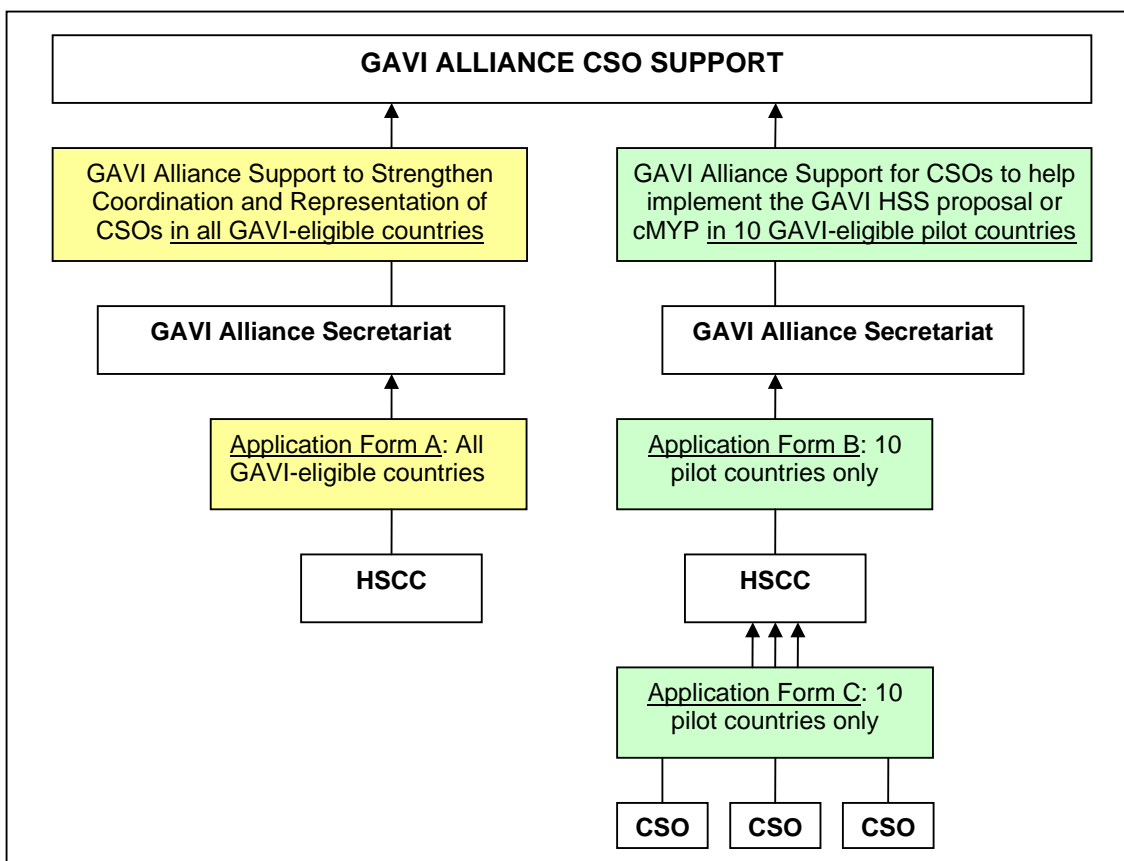 GAVI ALLIANCE CSO SUPPORT
GAVI Alliance Support to Strengthen
Coordination and Representation of
CSOs in all GAVI-eligible countries
GAVI Alliance Support for CSOs to help
implement the GAVI HSS proposal or
cMYP in 10 GAVI-eligible pilot countries
GAVI Alliance Secretariat
GAVI Alliance Secretariat
Application Form A: All
GAVI-eligible countries
Application Form B: 10
pilot countries only
HSCC
HSCC
Application Form C: 10
pilot countries only
CSO
CSO
CSO